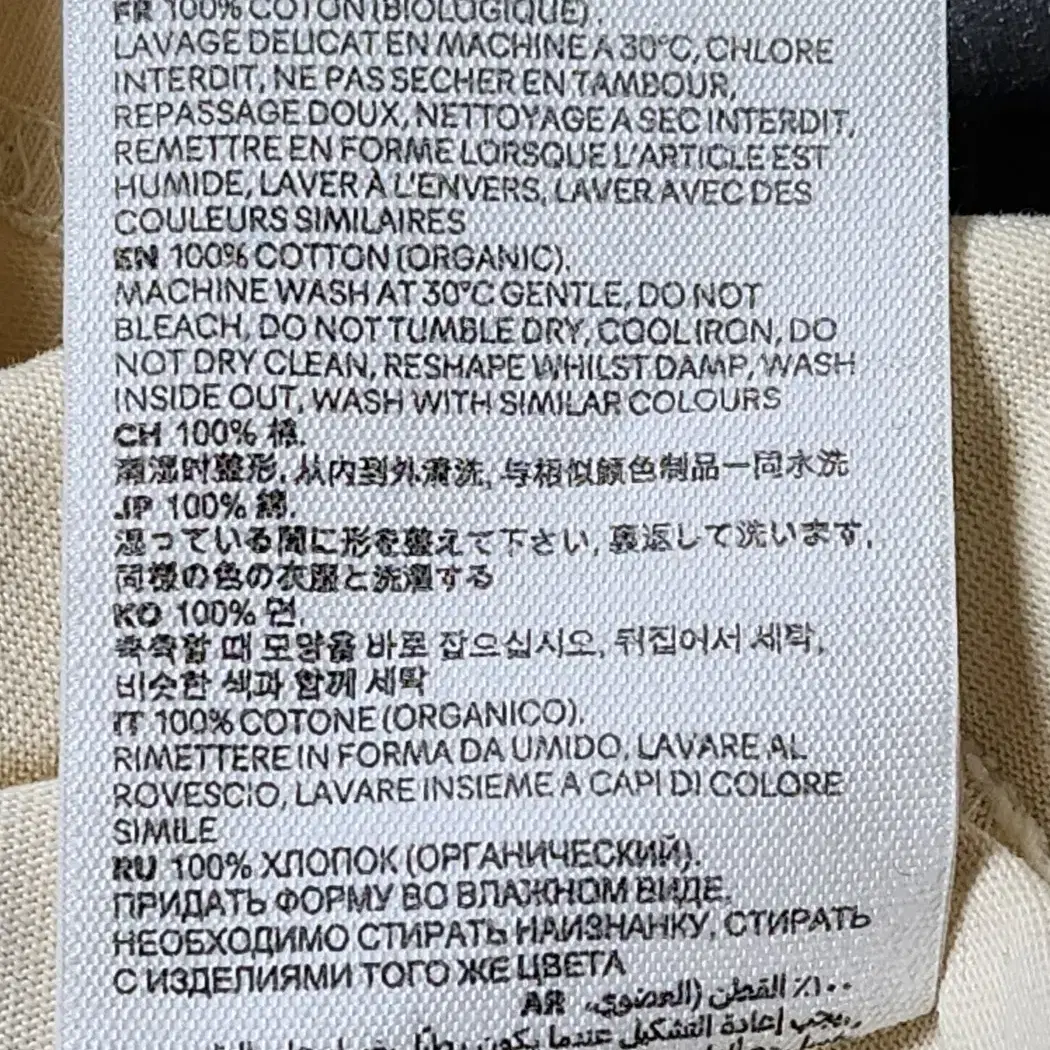 FR 100% COTON (BIOLOGIQUE).
LAVAGE DELICAT EN MACHINE A 30°C, CHLORE
INTERDIT, NE PAS SECHER EN TAMBOUR,
REPASSAGE DOUX, NETTOYAGE A SEC INTERDIT,
REMETTRE EN FORME LORSQUE L'ARTICLE EST
HUMIDE, LAVER À L'ENVERS, LAVER AVEC DES
COULEURS SIMILAIRES
EN 100% COTTON (ORGANIC).
MACHINE WASH AT 30°C GENTLE, DO NOT
BLEACH, DO NOT TUMBLE DRY, COOL IRON, DO
NOT DRY CLEAN, RESHAPE WHILST DAMP, WASH
INSIDE OUT, WASH WITH SIMILAR COLOURS
CH 100% 棉.
潮湿时整形, 从内到外清洗, 与相似颜色制品一同水洗
JP 100% 綿.
湿っている間に形を整えて下さい, 裏返して洗います,
同様の色の衣服と洗濯する
KO 100% 면.
축축할 때 모양을 바로 잡으십시오, 뒤집어서 세탁,
비슷한 색과 함께 세탁
IT 100% COTONE (ORGANICO).
RIMETTERE IN FORMA DA UMIDO, LAVARE AL
ROVESCIO, LAVARE INSIEME A CAPI DI COLORE
SIMILE
RU 100% ХЛОПОК (ОРГАНИЧЕСКИЙ).
ПРИДАТЬ ФОРМУ ВО ВЛАЖНОМ ВИДЕ,
НЕОБХОДИМО СТИРАТЬ НАИЗНАНКУ, СТИРАТЬ
С ИЗДЕЛИЯМИ ТОГО ЖЕ ЦВЕТА
AR ١٠٠٪ القطن (العضوي).
يجب إعادة التشكيل عندما يكون رطبًا